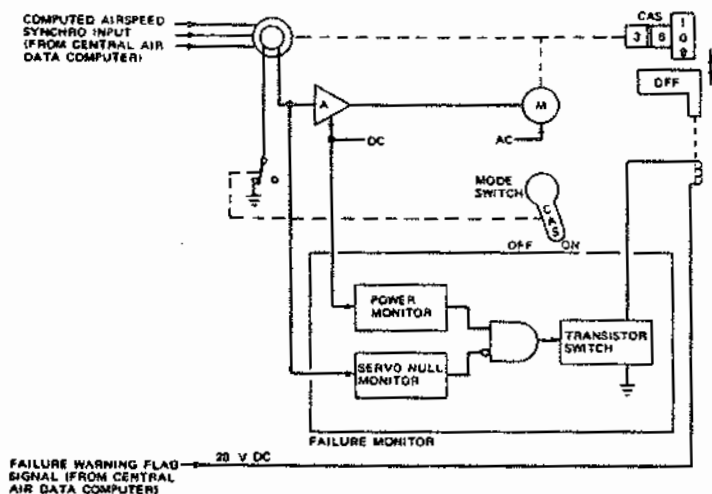 COMPUTED AIRSPEED
SYNCHRO INPUT
(FROM CENTRAL AIR
DATA COMPUTER)
CAS
3 6
OFF
A
M
DC
AC
MODE
SWITCH
CAS
OFF ON
POWER
MONITOR
SERVO NULL
MONITOR
TRANSISTOR
SWITCH
FAILURE MONITOR
FAILURE WARNING FLAG
SIGNAL (FROM CENTRAL
AIR DATA COMPUTER)
28 V DC